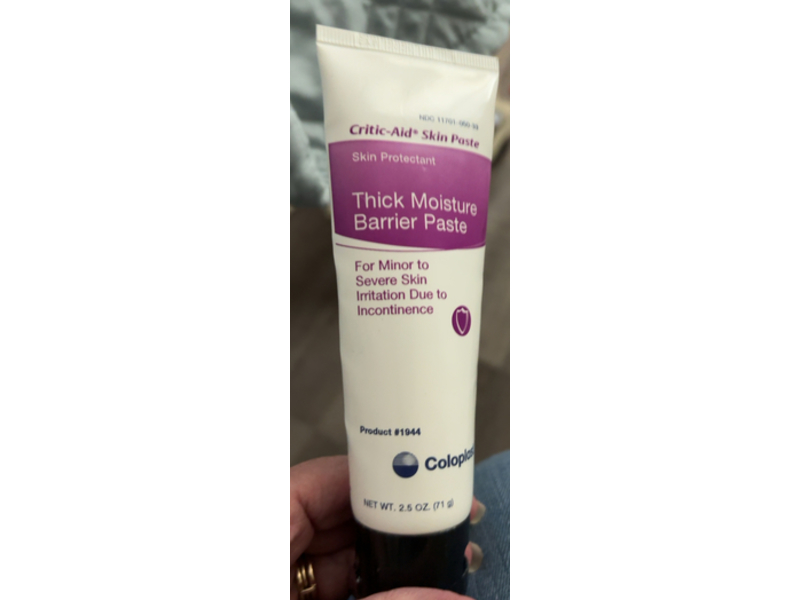 Critic-Aid® Skin Paste
Skin Protectant
Thick Moisture
Barrier Paste
For Minor to
Severe Skin
Irritation Due to
Incontinence
Product #1944
NET WT. 2.5 OZ. (71 g)